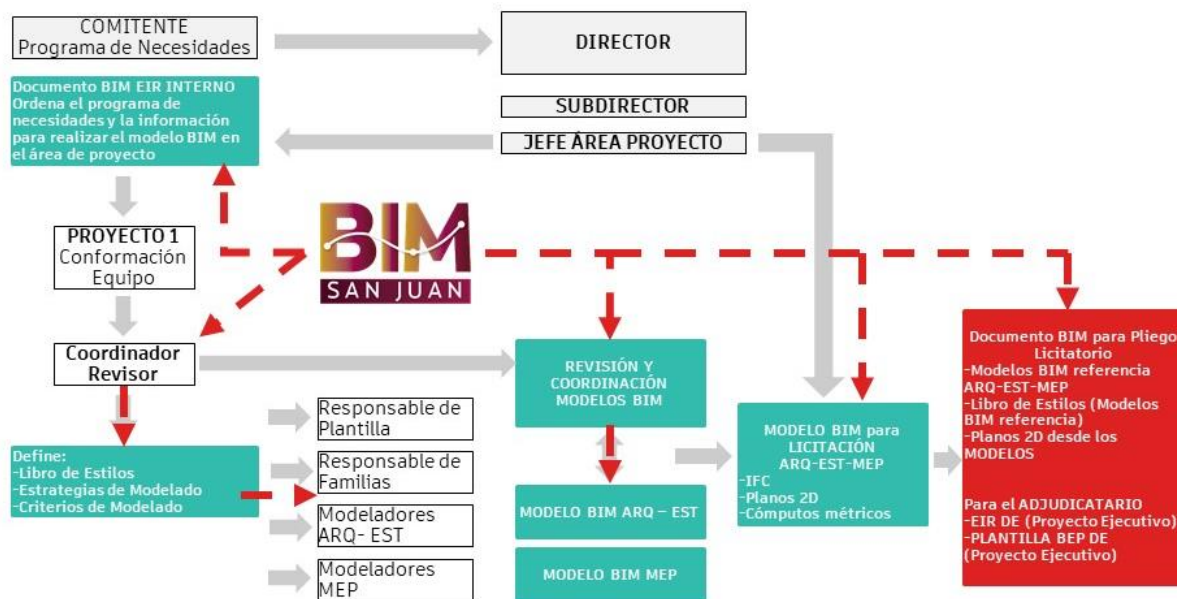 COMITENTE
Programa de Necesidades
DIRECTOR
Documento BIM EIR INTERNO
Ordena el programa de
necesidades y la información
para realizar el modelo BIM en
el área de proyecto
SUBDIRECTOR
JEFE ÁREA PROYECTO
PROYECTO 1
Conformación
Equipo
BIM
SAN JUAN
Coordinador
Revisor
Define:
-Libro de Estilos
-Estrategias de Modelado
-Criterios de Modelado
Responsable de
Plantilla
Responsable de
Familias
Modeladores
ARQ- EST
Modeladores
MEP
REVISIÓN Y
COORDINACIÓN
MODELOS BIM
MODELO BIM ARQ – EST
MODELO BIM MEP
MODELO BIM para
LICITACIÓN
ARQ-EST-MEP
-IFC
-Planos 2D
-Cómputos métricos
Documento BIM para Pliego
Licitatorio
-Modelos BIM referencia
ARQ-EST-MEP
-Libro de Estilos (Modelos
BIM referencia)
-Planos 2D desde los
MODELOS
Para el ADJUDICATARIO
-EIR DE (Proyecto Ejecutivo)
-PLANTILLA BEP DE
(Proyecto Ejecutivo)